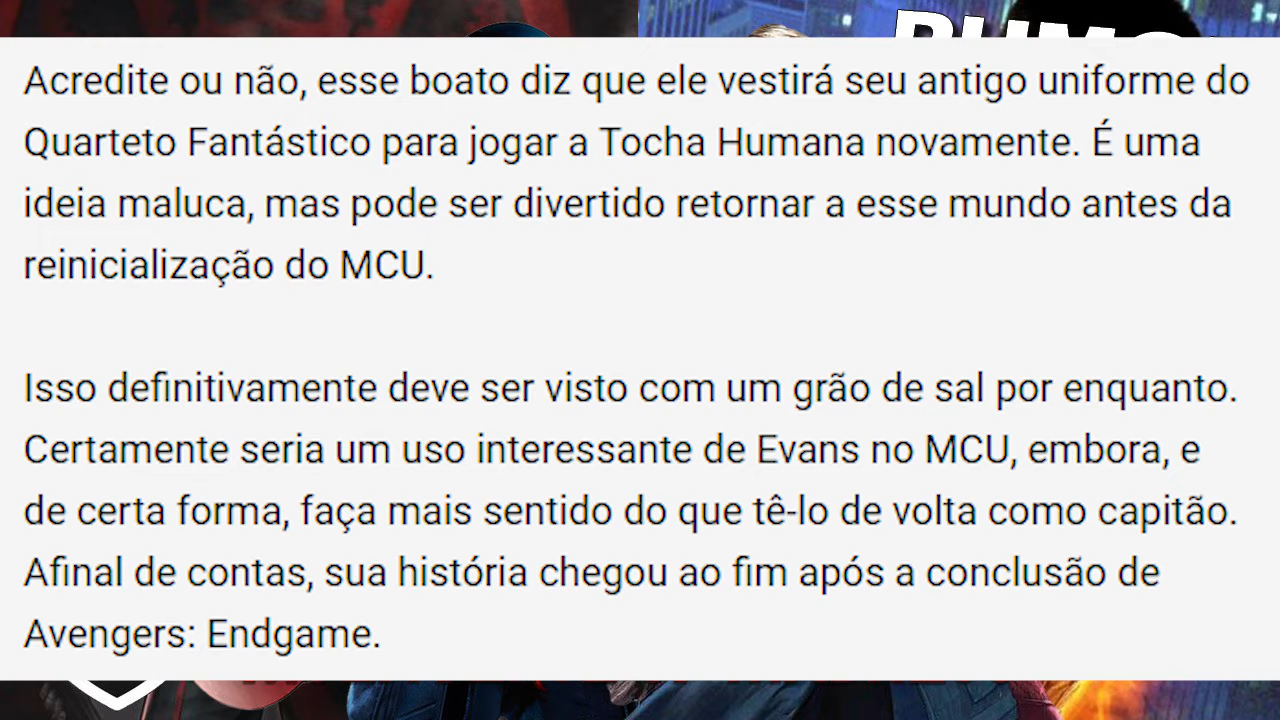 Acredite ou não, esse boato diz que ele vestirá seu antigo uniforme do
Quarteto Fantástico para jogar a Tocha Humana novamente. É uma
ideia maluca, mas pode ser divertido retornar a esse mundo antes da
reinicialização do MCU.
Isso definitivamente deve ser visto com um grão de sal por enquanto.
Certamente seria um uso interessante de Evans no MCU, embora, e
de certa forma, faça mais sentido do que tê-lo de volta como capitão.
Afinal de contas, sua história chegou ao fim após a conclusão de
Avengers: Endgame.